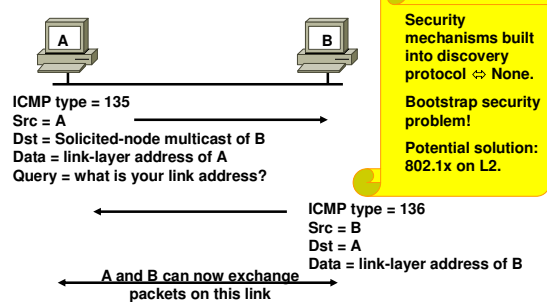 A
B
Security
mechanisms built
into discovery
protocol ⇔ None.
Bootstrap security
problem!
Potential solution:
802.1x on L2.
ICMP type = 135
Src = A
Dst = Solicited-node multicast of B
Data = link-layer address of A
Query = what is your link address?
ICMP type = 136
Src = B
Dst = A
Data = link-layer address of B
A and B can now exchange
packets on this link